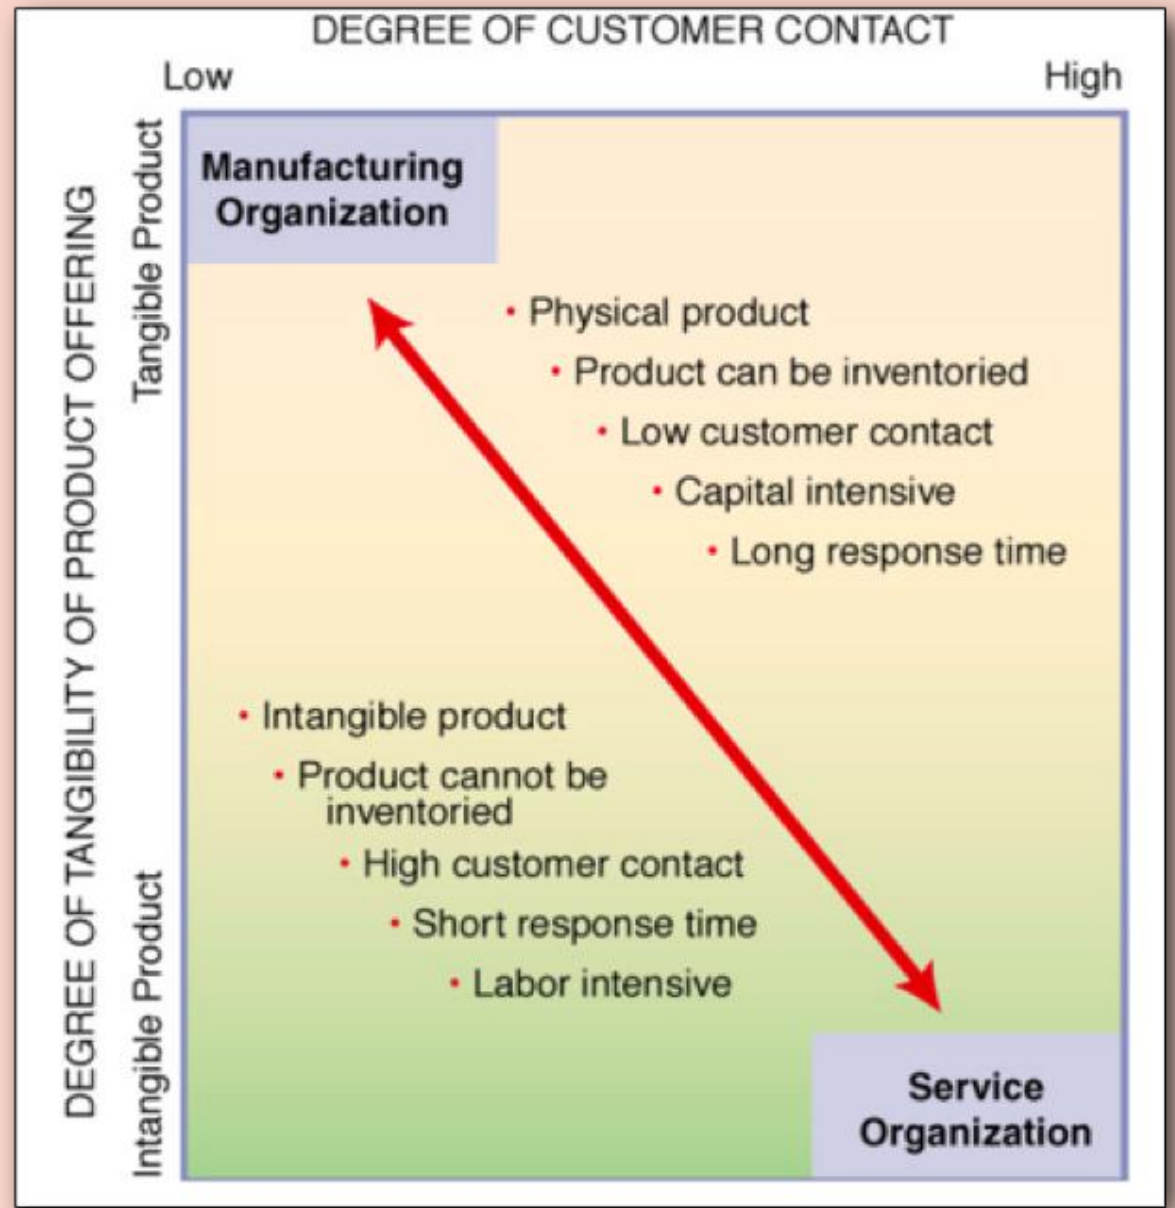 DEGREE OF CUSTOMER CONTACT
Low
High
DEGREE OF TANGIBILITY OF PRODUCT OFFERING
Tangible Product
Intangible Product
Manufacturing
Organization
• Physical product
• Product can be inventoried
• Low customer contact
• Capital intensive
• Long response time
• Intangible product
• Product cannot be
inventoried
• High customer contact
• Short response time
• Labor intensive
Service
Organization